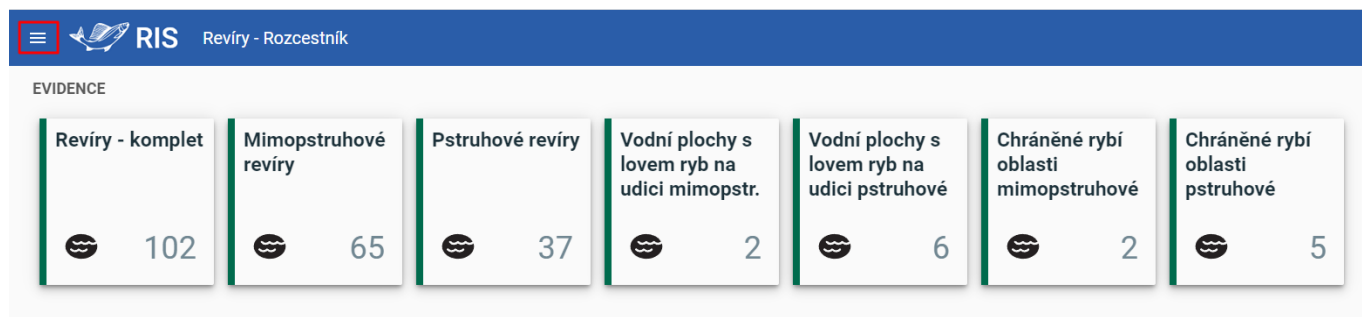 RIS Revíry - Rozcestník
EVIDENCE
Revíry - komplet
102
Mimopstruhové
revíry
65
Pstruhové revíry
37
Vodní plochy s
lovem ryb na
udici mimopstr.
2
Vodní plochy s
lovem ryb na
udici pstruhové
6
Chráněné rybí
oblasti
mimopstruhové
2
Chráněné rybí
oblasti
pstruhové
5